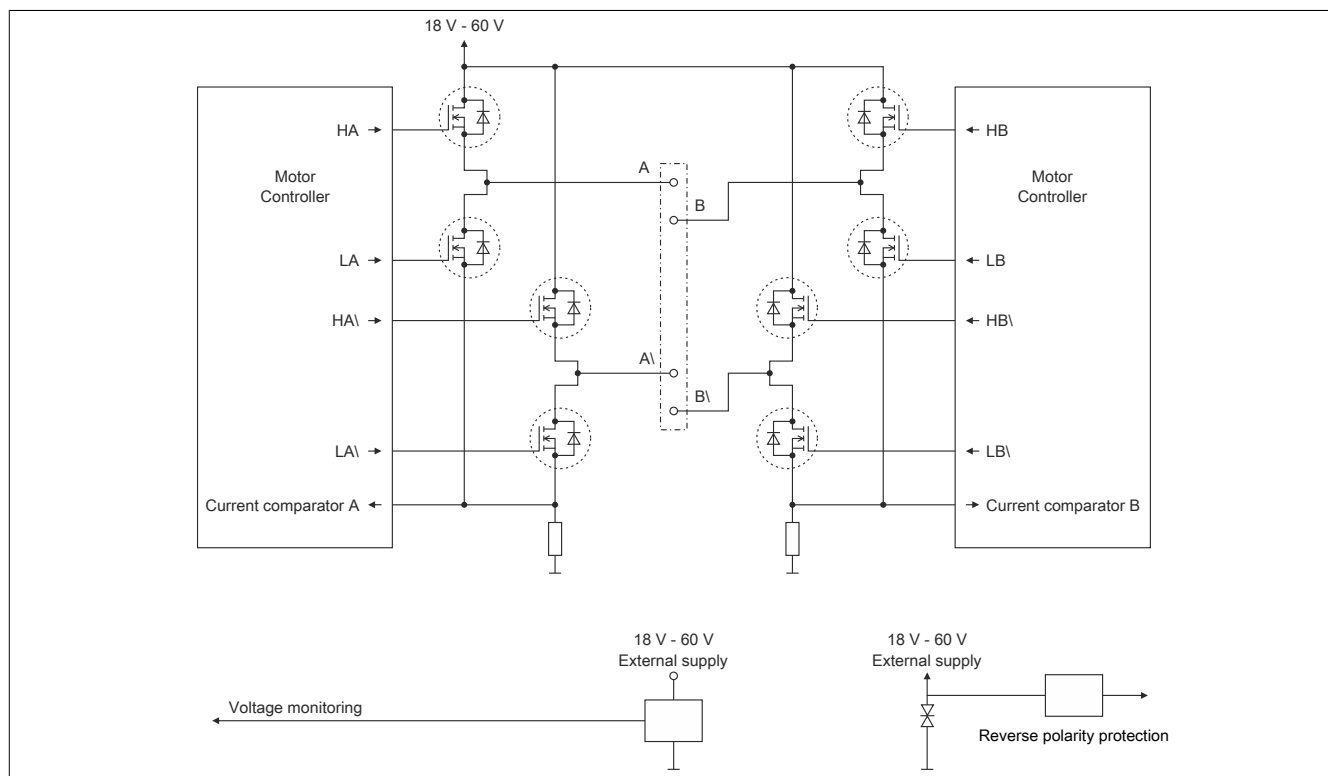 18 V - 60 V
HA
HB
Motor
Controller
Motor
Controller
A
B
LA
LB
HA\
HB\
A\
B\
LA\
LB\
Current comparator A
Current comparator B
18 V - 60 V
External supply
18 V - 60 V
External supply
Voltage monitoring
Reverse polarity protection